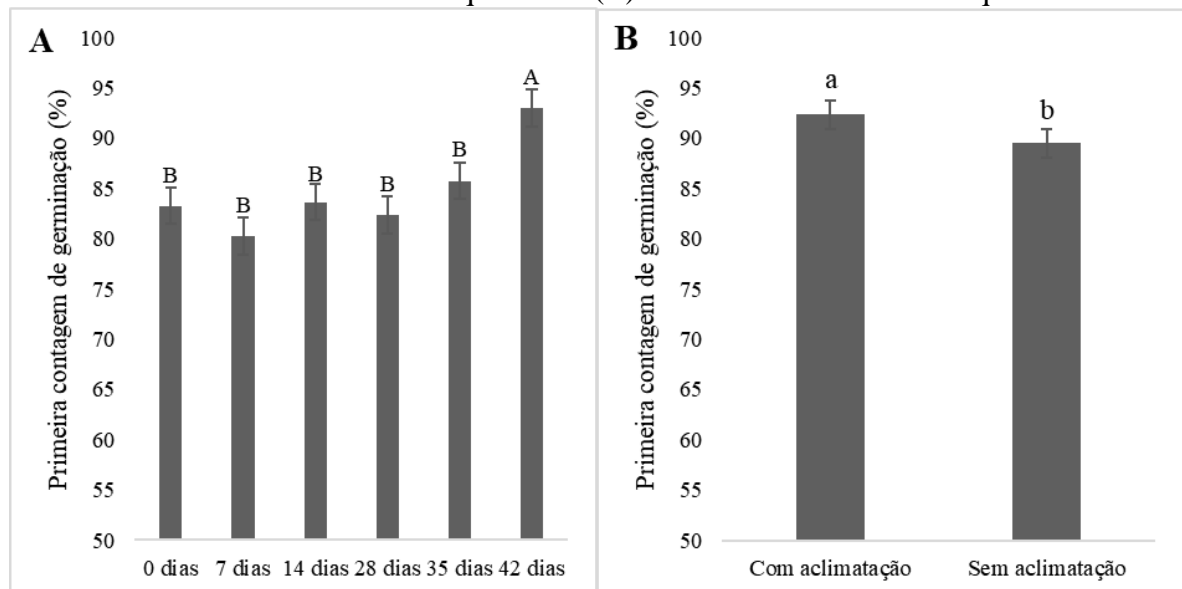 A
Primeira contagem de germinação (%)
100
95
90
85
80
75
70
65
60
55
50
B
B
B
B
B
A
0 dias 7 dias 14 dias 28 dias 35 dias 42 dias
B
Primeira contagem de germinação (%)
100
95
90
85
80
75
70
65
60
55
50
a
b
Com aclimatação Sem aclimatação